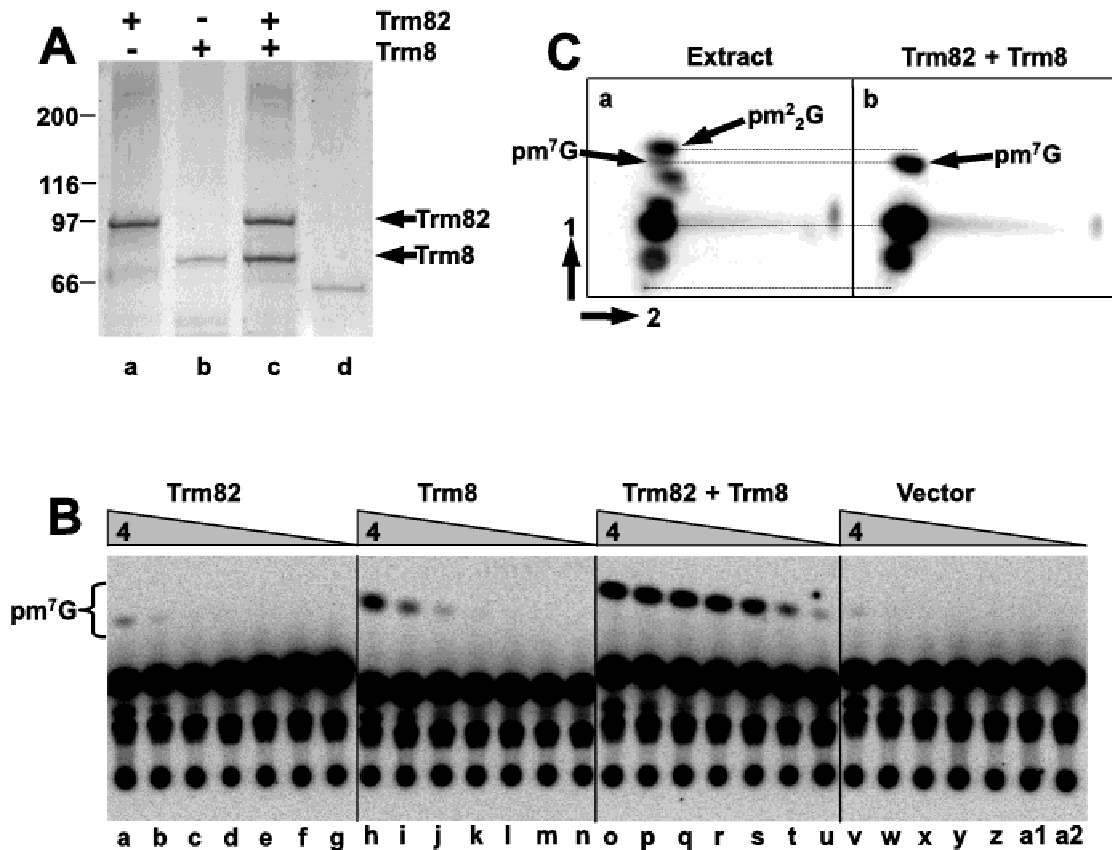 A
+ - + Trm82
- + + Trm8
200
116
97
66
Trm82
Trm8
a b c d
C
Extract Trm82 + Trm8
a b
pm²₂G
pm⁷G
pm⁷G
1
2
B
Trm82 Trm8 Trm82 + Trm8 Vector
4 4 4 4
pm⁷G
a b c d e f g h i j k l m n o p q r s t u v w x y z a1 a2